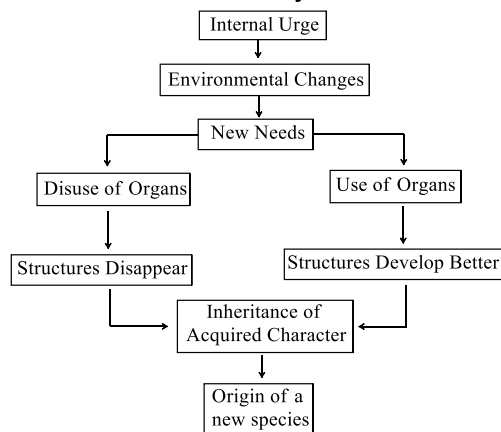 Internal Urge
Environmental Changes
New Needs
Disuse of Organs
Use of Organs
Structures Disappear
Structures Develop Better
Inheritance of
Acquired Character
Origin of a
new species